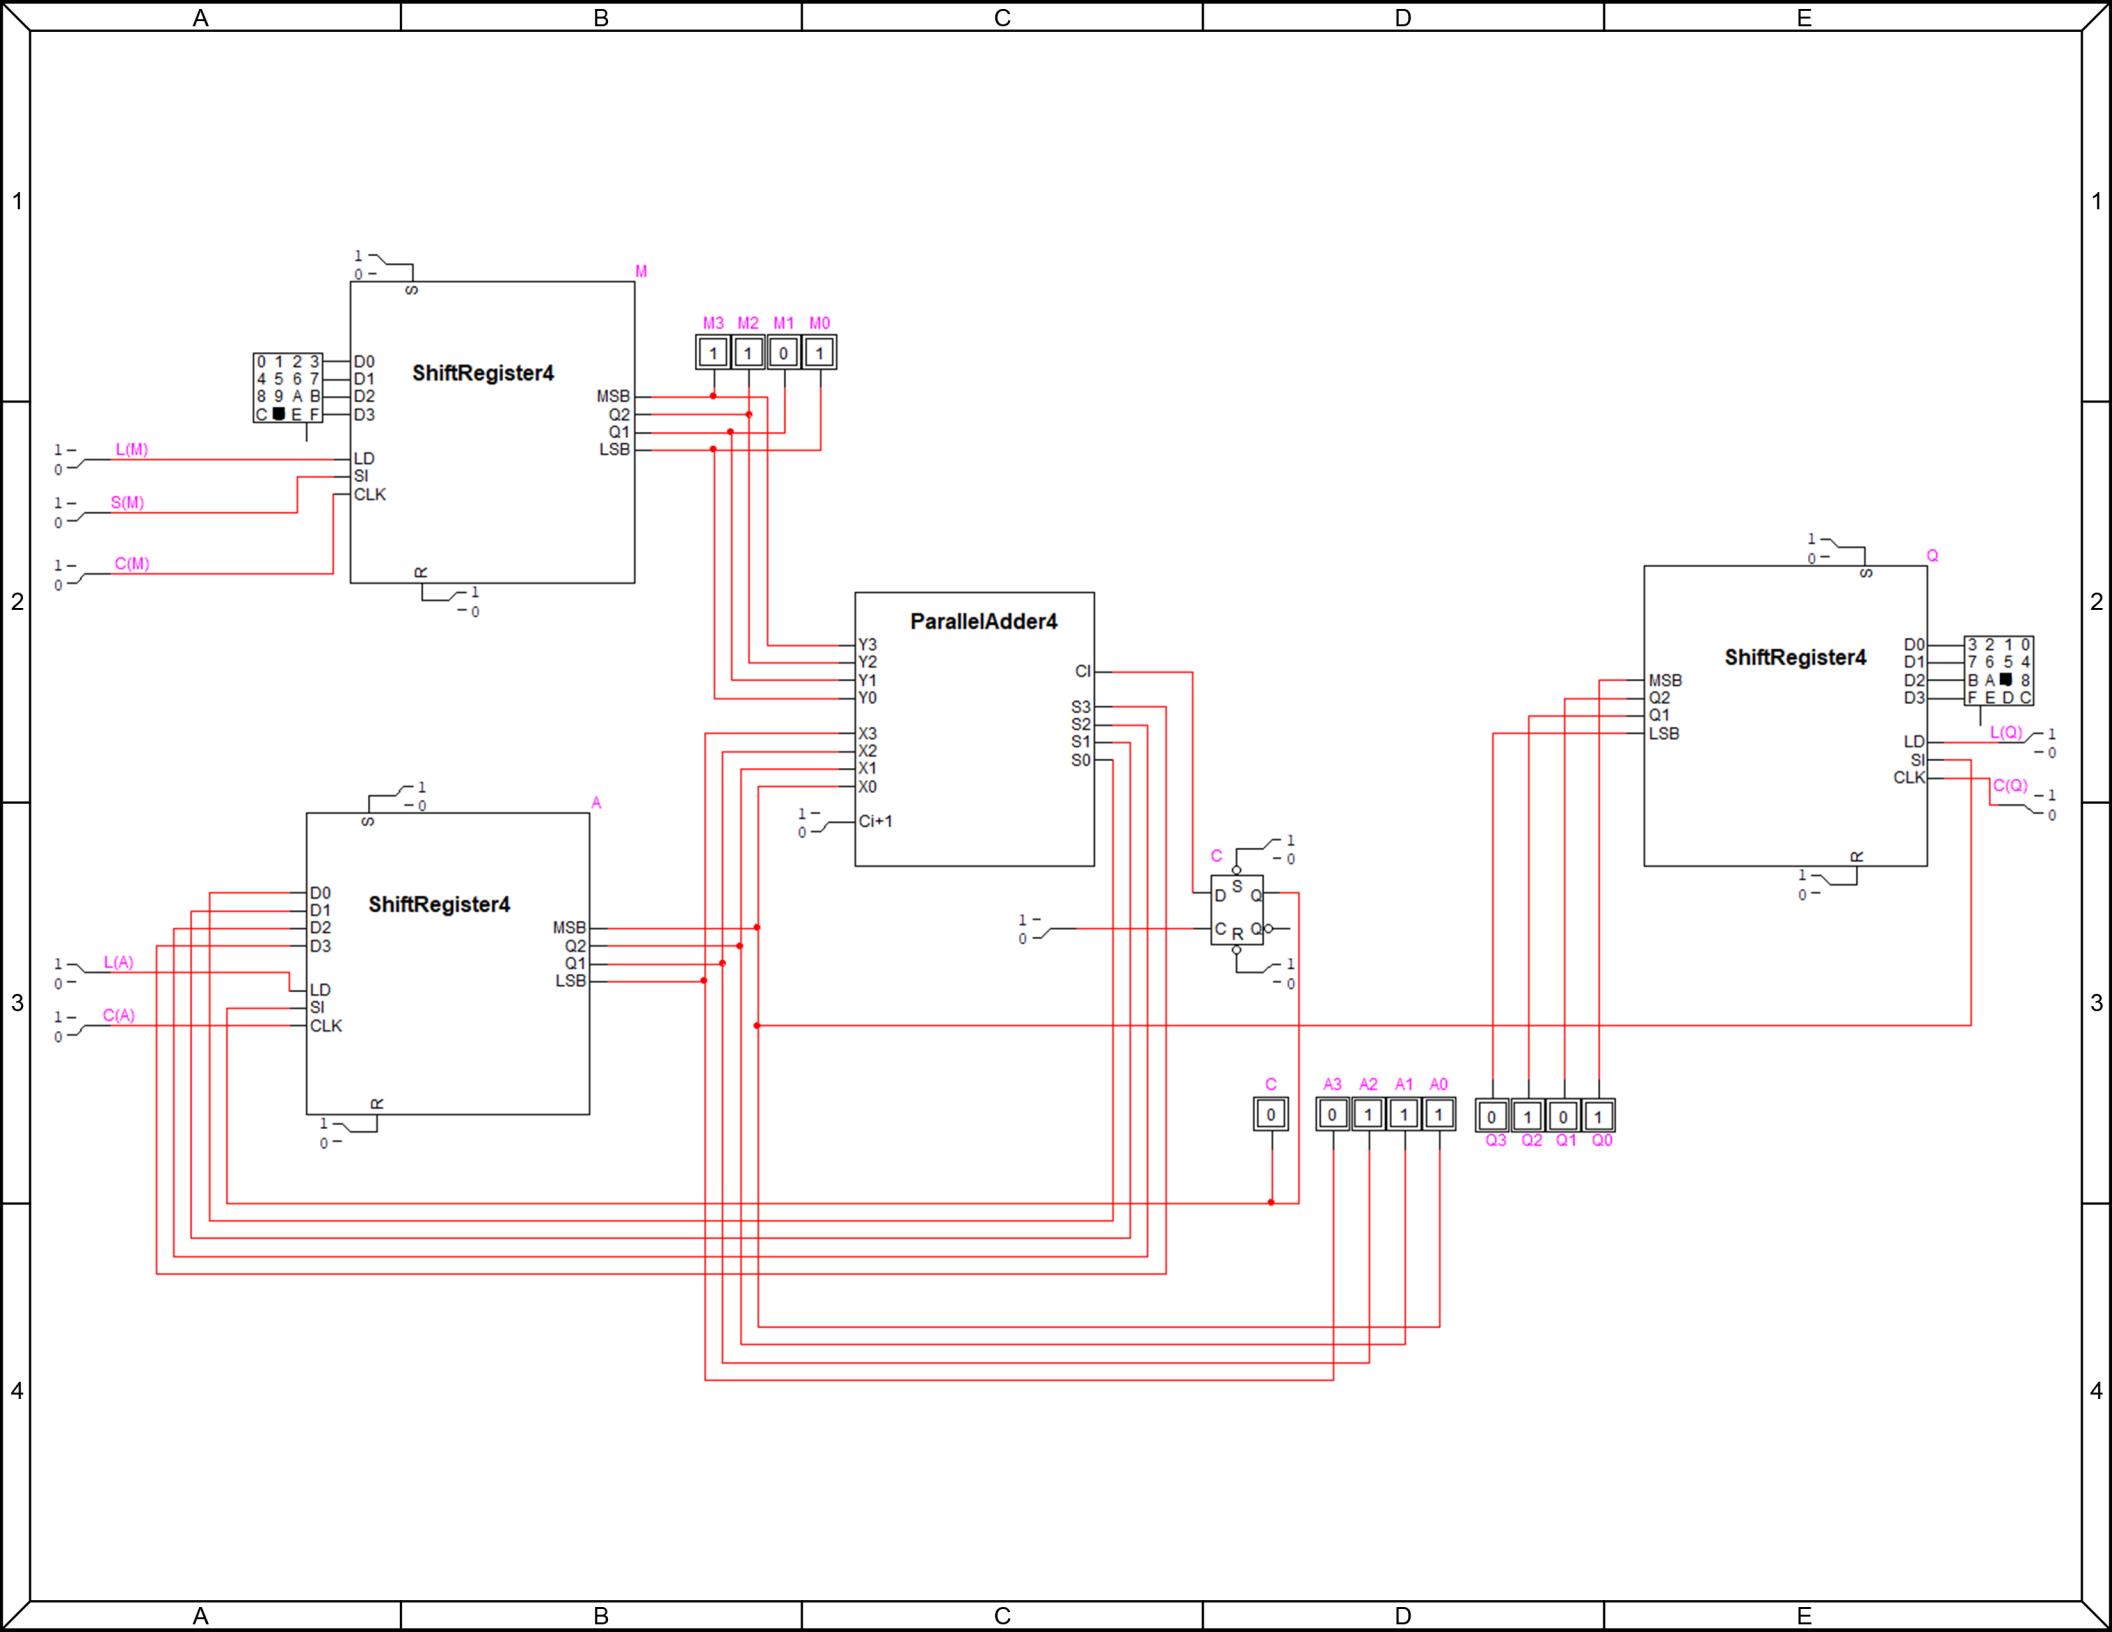 A B C D E
1 1
1
0
S
M
M3 M2 M1 M0
1 1 0 1
0 1 2 3
4 5 6 7
8 9 A B
C E F
D0
D1
D2
D3
ShiftRegister4
MSB
Q2
Q1
LSB
1
0
L(M)
LD
SI
CLK
1
0
S(M)
1
0
C(M)
R
1
0
2 2
ParallelAdder4
Y3
Y2
Y1
Y0
X3
X2
X1
X0
Ci+1
CI
S3
S2
S1
S0
1
0
1
0
S
Q
ShiftRegister4
MSB
Q2
Q1
LSB
D0
D1
D2
D3
3 2 1 0
7 6 5 4
B A 8
F E D C
LD
SI
CLK
L(Q)
1
0
C(Q)
1
0
R
1
0
1
0
S
A
ShiftRegister4
D0
D1
D2
D3
LD
SI
CLK
MSB
Q2
Q1
LSB
1
0
L(A)
1
0
C(A)
R
1
0
C
1
0
S
D Q
C R Q
1
0
1
0
3 3
C A3 A2 A1 A0
0 0 1 1 1
0 1 0 1
Q3 Q2 Q1 Q0
4 4
A B C D E